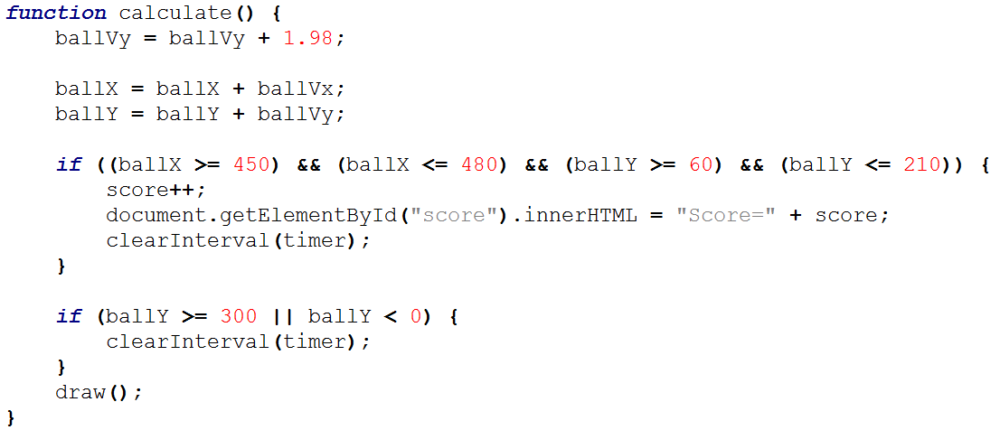 function calculate() {
    ballVy = ballVy + 1.98;

    ballX = ballX + ballVx;
    ballY = ballY + ballVy;

    if ((ballX >= 450) && (ballX <= 480) && (ballY >= 60) && (ballY <= 210)) {
        score++;
        document.getElementById("score").innerHTML = "Score=" + score;
        clearInterval(timer);
    }

    if (ballY >= 300 || ballY < 0) {
        clearInterval(timer);
    }
    draw();
}